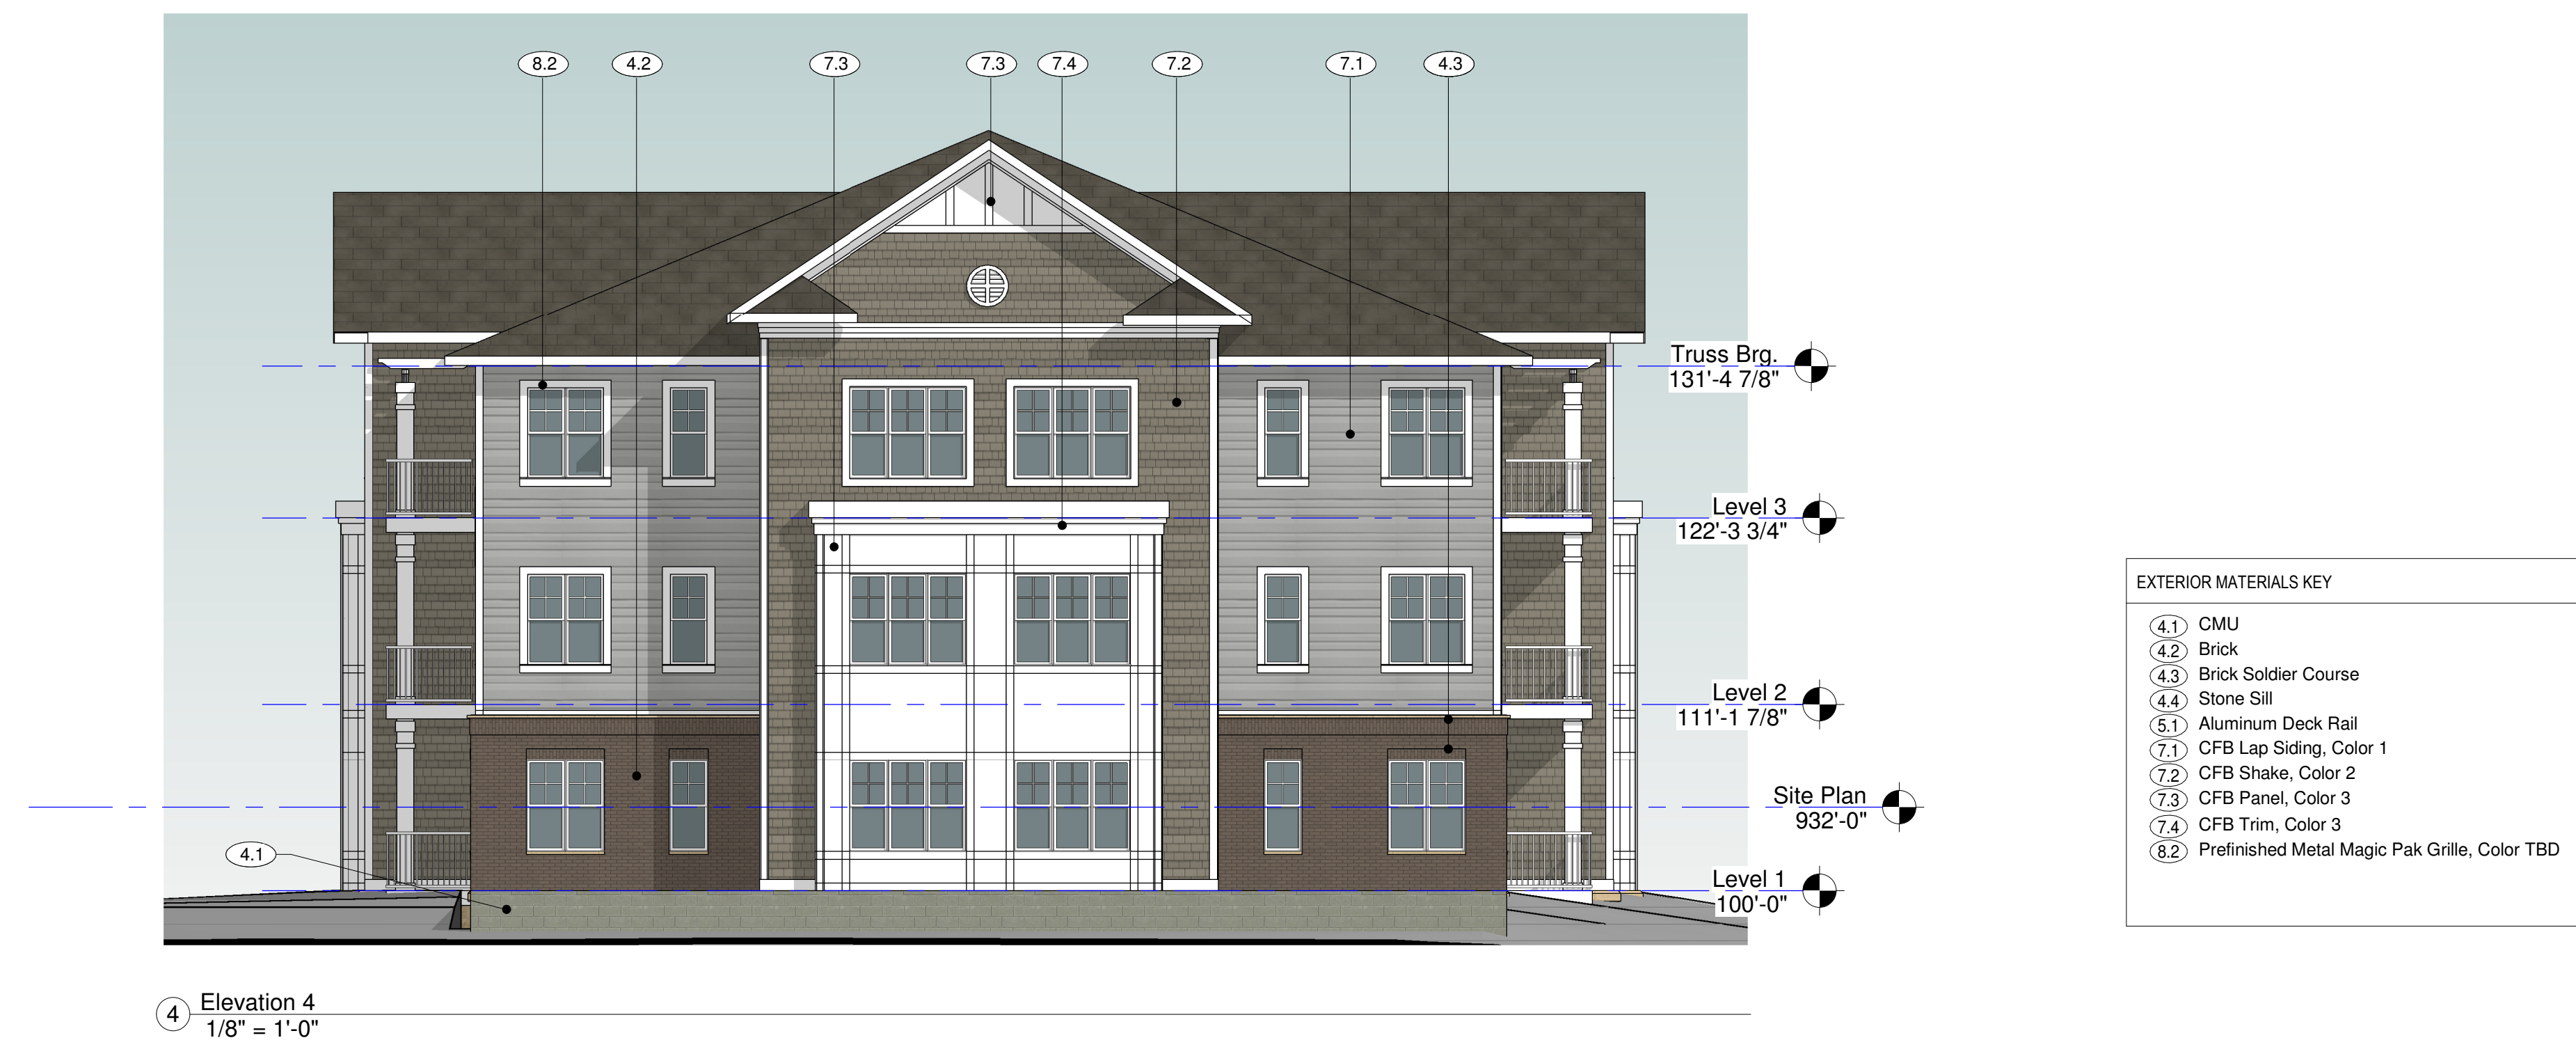 8.2 4.2 7.3 7.3 7.4 7.2 7.1 4.3
Truss Brg.
131'-4 7/8"
Level 3
122'-3 3/4"
Level 2
111'-1 7/8"
Site Plan
932'-0"
4.1
Level 1
100'-0"
EXTERIOR MATERIALS KEY
4.1 CMU
4.2 Brick
4.3 Brick Soldier Course
4.4 Stone Sill
5.1 Aluminum Deck Rail
7.1 CFB Lap Siding, Color 1
7.2 CFB Shake, Color 2
7.3 CFB Panel, Color 3
7.4 CFB Trim, Color 3
8.2 Prefinished Metal Magic Pak Grille, Color TBD
4 Elevation 4
1/8" = 1'-0"